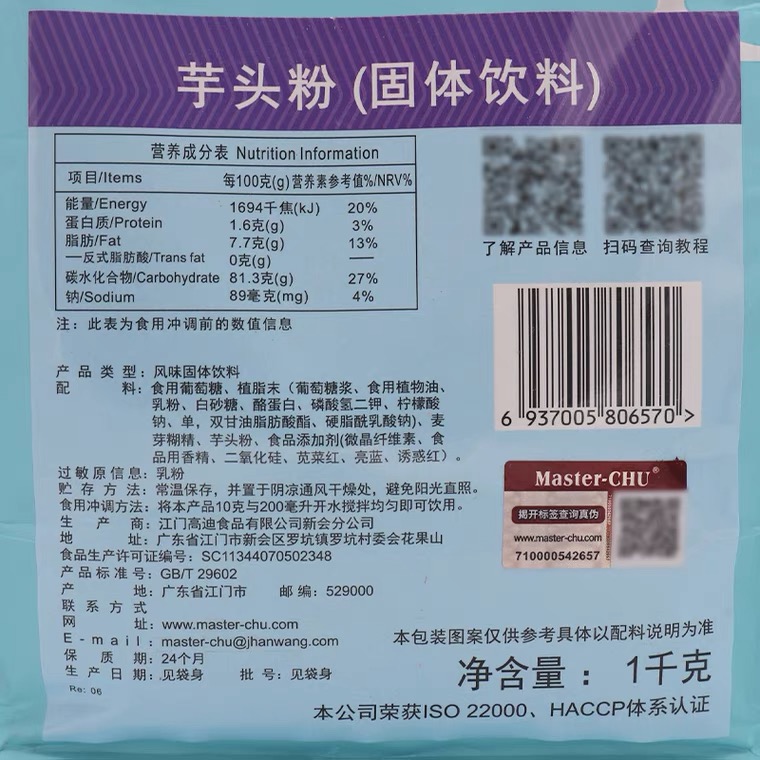 芋头粉 (固体饮料)
营养成分表 Nutrition Information
项目/Items 每100克(g) 营养素参考值%/NRV%
能量/Energy 1694千焦(kJ) 20%
蛋白质/Protein 1.6克(g) 3%
脂肪/Fat 7.7克(g) 13%
—反式脂肪酸/Trans fat 0克(g) —
碳水化合物/Carbohydrate 81.3克(g) 27%
钠/Sodium 89毫克(mg) 4%
注：此表为食用冲调前的数值信息
了解产品信息 扫码查询教程
6 937005 806570 >
产品类型：风味固体饮料
配料：食用葡萄糖、植脂末（葡萄糖浆、食用植物油、
乳粉、白砂糖、酪蛋白、磷酸氢二钾、柠檬酸
钠、单，双甘油脂肪酸酯、硬脂酰乳酸钠）、麦
芽糊精、芋头粉、食品添加剂(微晶纤维素、食
品用香精、二氧化硅、苋菜红、亮蓝、诱惑红）。
过敏原信息：乳粉
贮存方法：常温保存，并置于阴凉通风干燥处，避免阳光直照。
食用冲调方法：将本产品10克与200毫升开水搅拌均匀即可饮用。
生产商：江门高迪食品有限公司新会分公司
地址：广东省江门市新会区罗坑镇罗坑村委会花果山
食品生产许可证编号：SC11344070502348
产品标准号：GB/T 29602
产地：广东省江门市 邮编：529000
联系方式
网址：www.master-chu.com
E-mail：master-chu@jhanwang.com
保质期：24个月
生产日期：见袋身 批号：见袋身
Re: 06
Master-CHU®
揭开标签查询真伪
www.master-chu.com
710000542657
本包装图案仅供参考具体以配料说明为准
净含量：1千克
本公司荣获ISO 22000、HACCP体系认证